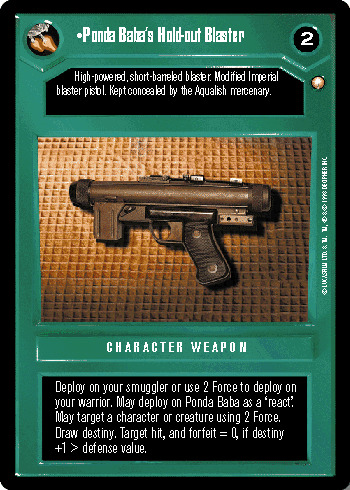 •Ponda Baba's Hold-out Blaster
2
High-powered, short-barreled blaster. Modified Imperial
blaster pistol. Kept concealed by the Aqualish mercenary.
CHARACTER WEAPON
Deploy on your smuggler or use 2 Force to deploy on
your warrior. May deploy on Ponda Baba as a 'react'.
May target a character or creature using 2 Force.
Draw destiny. Target hit, and forfeit = 0, if destiny
+1 > defense value.